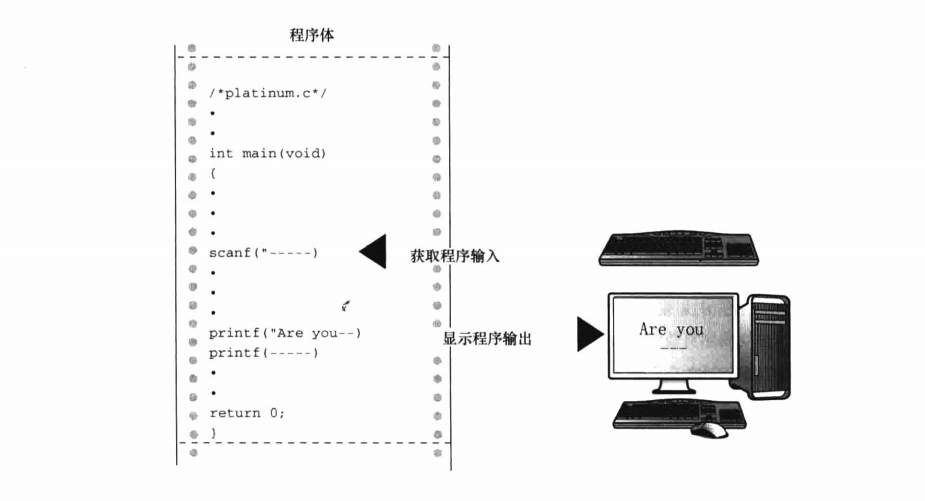 程序体
/*platinum.c*/
•
•
int main(void)
{
•
•
•
scanf("-----)
获取程序输入
•
•
•
printf("Are you--)
显示程序输出
Are you
---
printf(-----)
•
•
return 0;
}